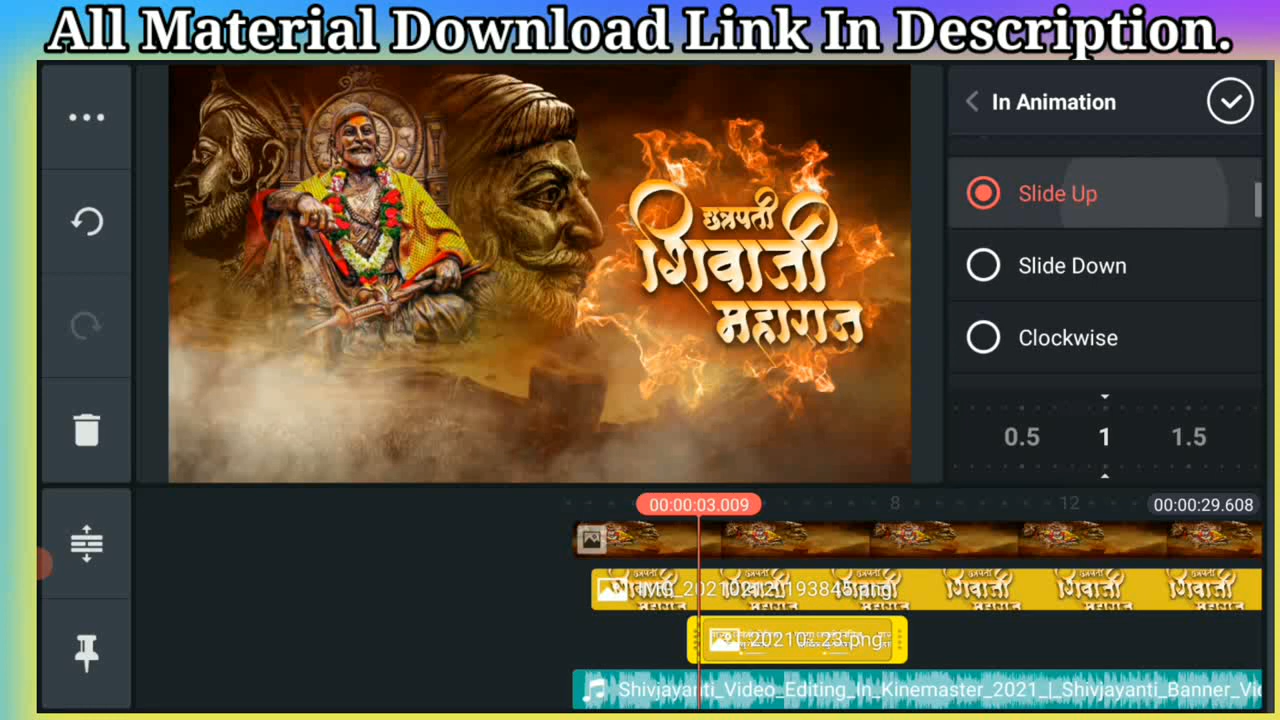 All Material Download Link In Description.
In Animation
Slide Up
Slide Down
Clockwise
0.5 1 1.5
छत्रपती
शिवाजी
महाराज
00:00:03.009 8 12 00:00:29.608
Shivjayanti_Video_Editing_In_Kinemaster_2021_|_Shivjayanti_Banner_Vid